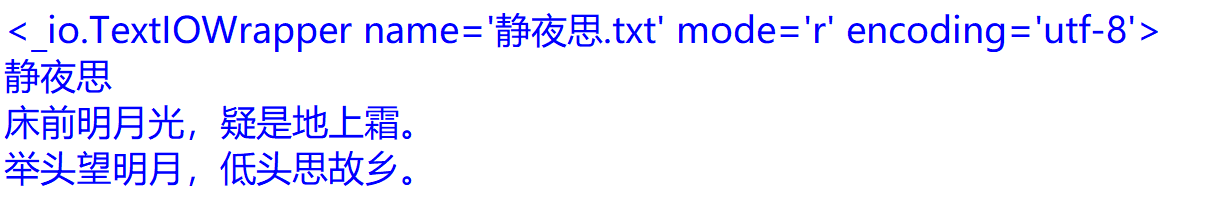 <_io.TextIOWrapper name='静夜思.txt' mode='r' encoding='utf-8'>
静夜思
床前明月光，疑是地上霜。
举头望明月，低头思故乡。